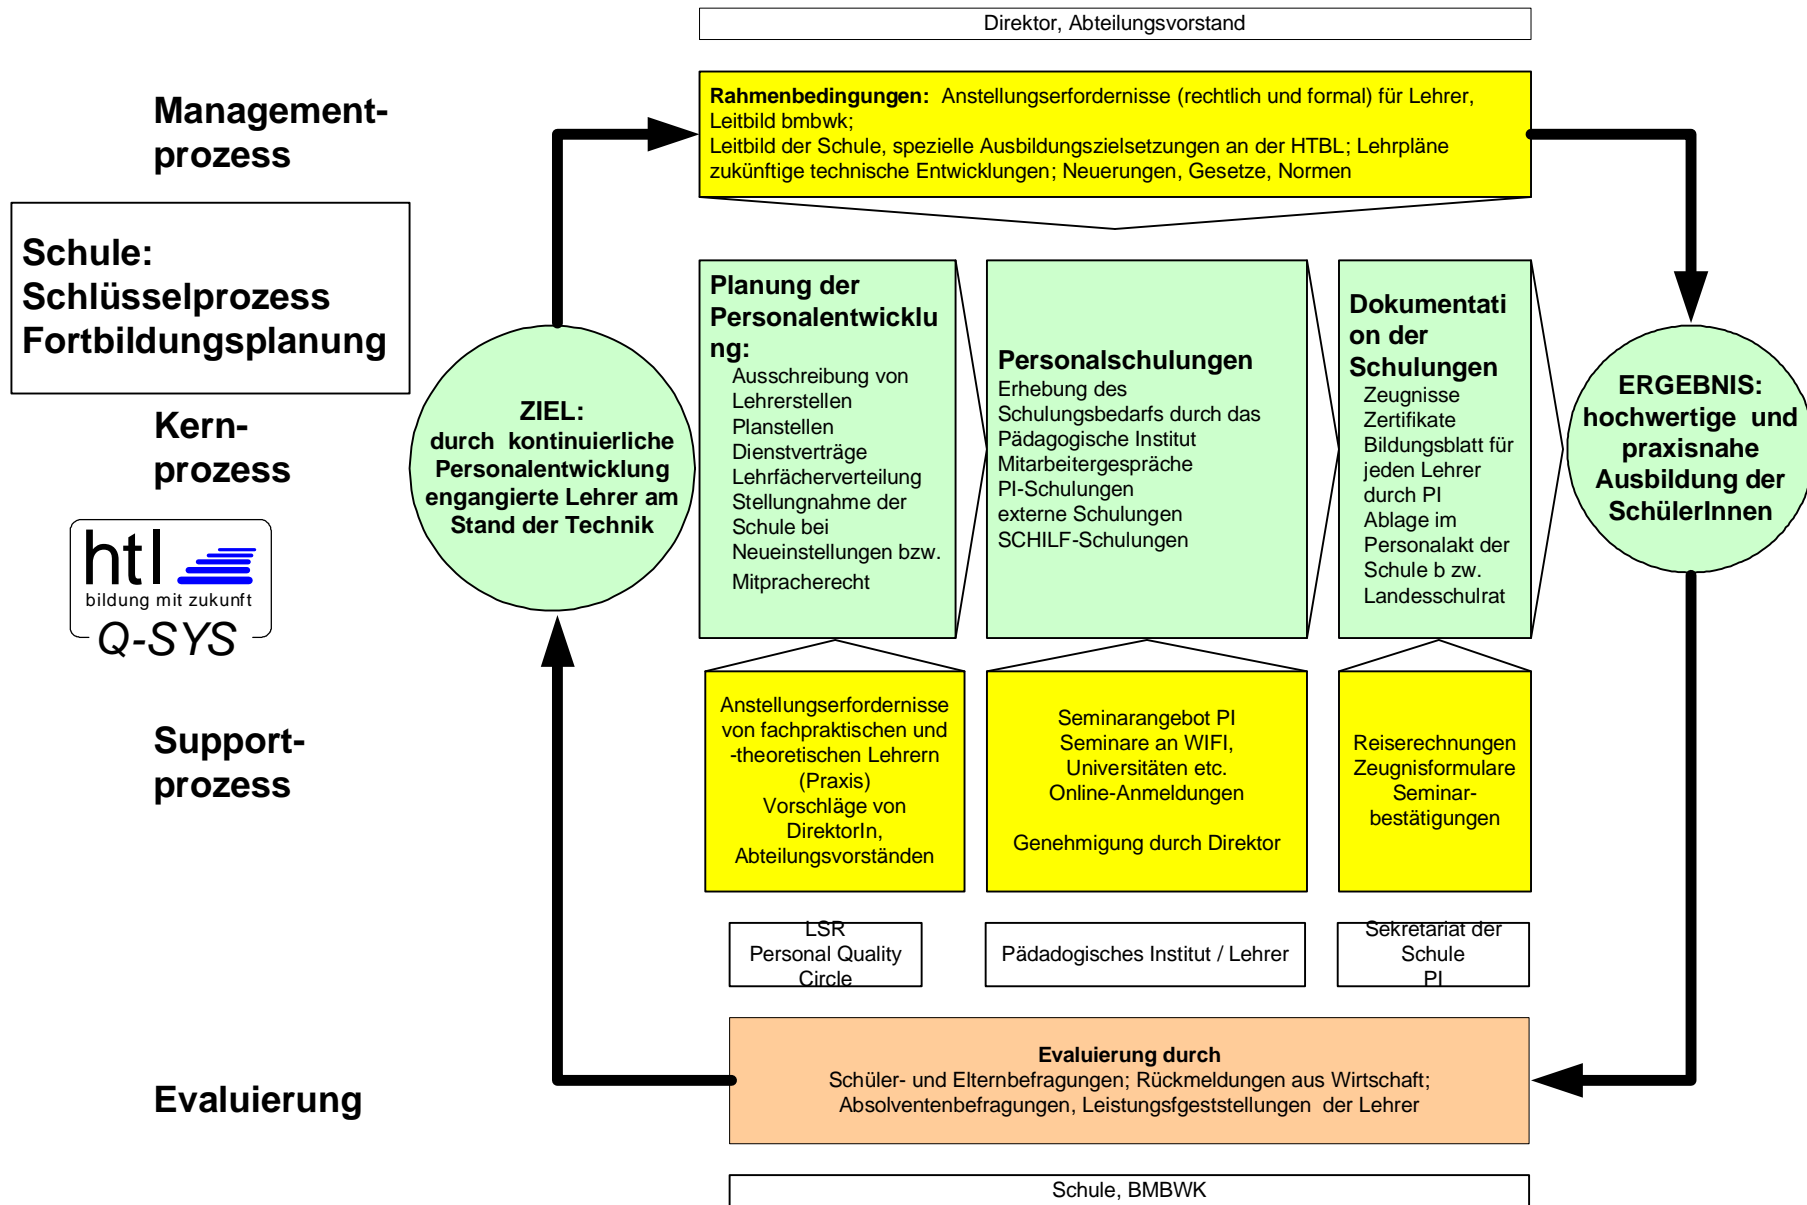 Direktor, Abteilungsvorstand
Management-
prozess
Rahmenbedingungen: Anstellungserfordernisse (rechtlich und formal) für Lehrer,
Leitbild bmbwk;
Leitbild der Schule, spezielle Ausbildungszielsetzungen an der HTBL; Lehrpläne
zukünftige technische Entwicklungen; Neuerungen, Gesetze, Normen
Schule:
Schlüsselprozess
Fortbildungsplanung
Kern-
prozess
htl
bildung mit zukunft
Q-SYS
ZIEL:
durch kontinuierliche
Personalentwicklung
engangierte Lehrer am
Stand der Technik
Planung der
Personalentwicklu
ng:
Ausschreibung von
Lehrerstellen
Planstellen
Dienstverträge
Lehrfächerverteilung
Stellungnahme der
Schule bei
Neueinstellungen bzw.
Mitpracherecht
Personalschulungen
Erhebung des
Schulungsbedarfs durch das
Pädagogische Institut
Mitarbeitergespräche
PI-Schulungen
externe Schulungen
SCHILF-Schulungen
Dokumentati
on der
Schulungen
Zeugnisse
Zertifikate
Bildungsblatt für
jeden Lehrer
durch PI
Ablage im
Personalakt der
Schule b zw.
Landesschulrat
ERGEBNIS:
hochwertige und
praxisnahe
Ausbildung der
SchülerInnen
Support-
prozess
Anstellungserfordernisse
von fachpraktischen und
-theoretischen Lehrern
(Praxis)
Vorschläge von
DirektorIn,
Abteilungsvorständen
Seminarangebot PI
Seminare an WIFI,
Universitäten etc.
Online-Anmeldungen
Genehmigung durch Direktor
Reiserechnungen
Zeugnisformulare
Seminar-
bestätigungen
LSR
Personal Quality
Circle
Pädadogisches Institut / Lehrer
Sekretariat der
Schule
PI
Evaluierung
Evaluierung durch
Schüler- und Elternbefragungen; Rückmeldungen aus Wirtschaft;
Absolventenbefragungen, Leistungsfgeststellungen der Lehrer
Schule, BMBWK